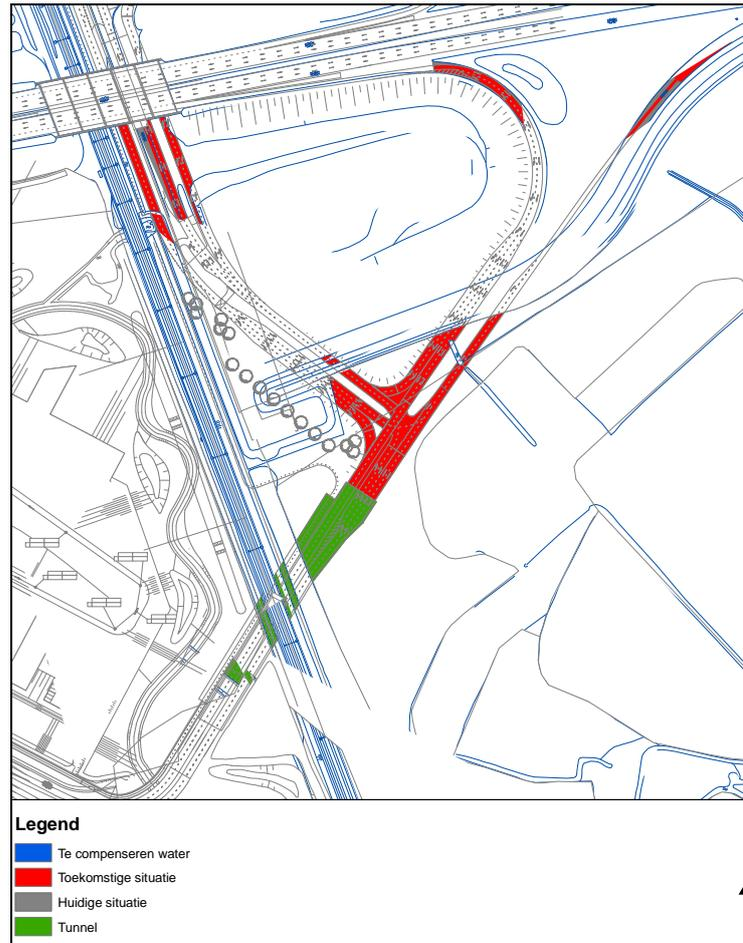 Legend
Te compenseren water
Toekomstige situatie
Huidige situatie
Tunnel